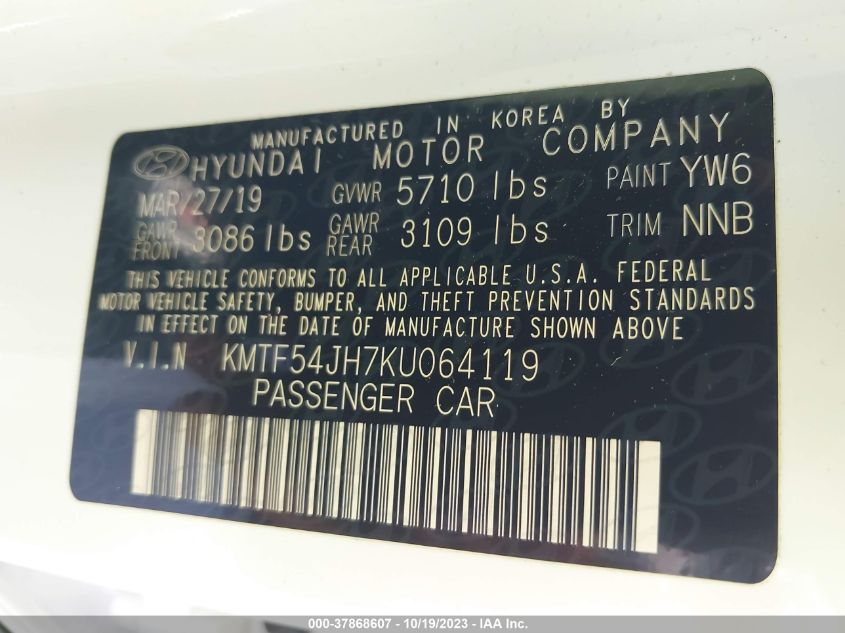 MANUFACTURED IN KOREA BY
HYUNDAI MOTOR COMPANY
MAR/27/19 GVWR 5710 lbs PAINT YW6
GAWR FRONT 3086 lbs GAWR REAR 3109 lbs TRIM NNB
THIS VEHICLE CONFORMS TO ALL APPLICABLE U.S.A. FEDERAL
MOTOR VEHICLE SAFETY, BUMPER, AND THEFT PREVENTION STANDARDS
IN EFFECT ON THE DATE OF MANUFACTURE SHOWN ABOVE
V.I.N KMTF54JH7KU064119
PASSENGER CAR
000-37868607 - 10/19/2023 - IAA Inc.